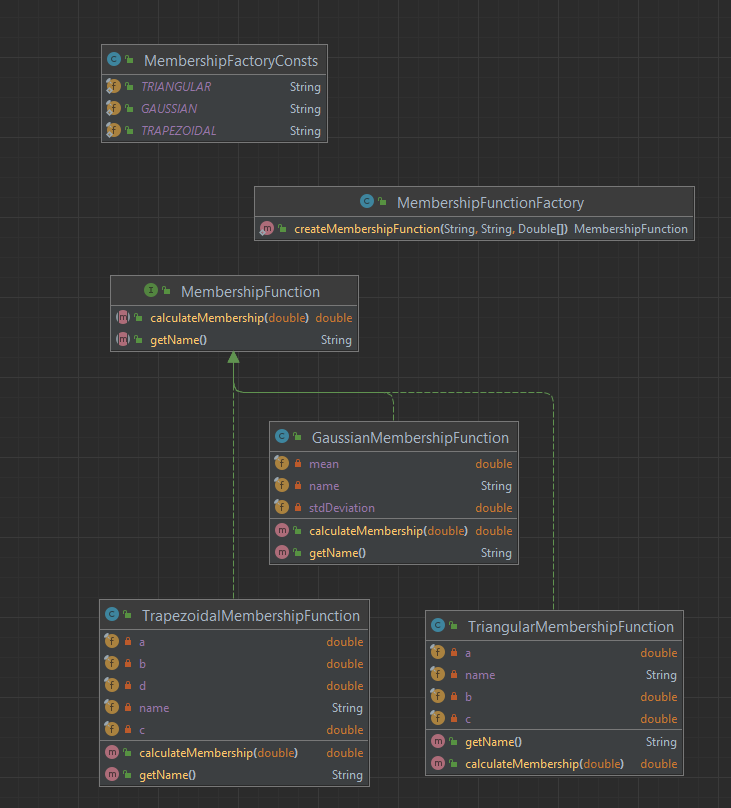 MembershipFactoryConsts
TRIANGULAR String
GAUSSIAN String
TRAPEZOIDAL String
MembershipFunctionFactory
createMembershipFunction(String, String, Double[]) MembershipFunction
MembershipFunction
calculateMembership(double) double
getName() String
GaussianMembershipFunction
mean double
name String
stdDeviation double
calculateMembership(double) double
getName() String
TrapezoidalMembershipFunction
a double
b double
d double
name String
c double
calculateMembership(double) double
getName() String
TriangularMembershipFunction
a double
name String
b double
c double
getName() String
calculateMembership(double) double